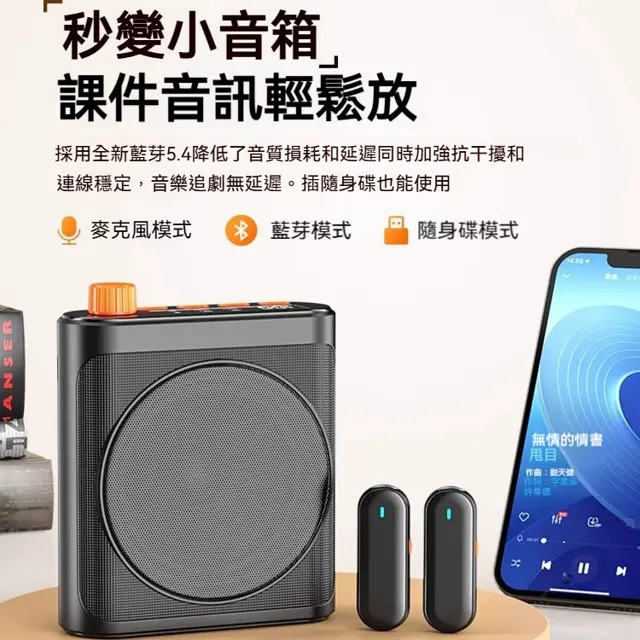 秒變小音箱
課件音訊輕鬆放
採用全新藍芽5.4降低了音質損耗和延遲同時加強抗干擾和
連線穩定，音樂追劇無延遲。插隨身碟也能使用
麥克風模式
藍芽模式
隨身碟模式
14:55
MANSER
無情的情書
甩目
作曲：劉天健